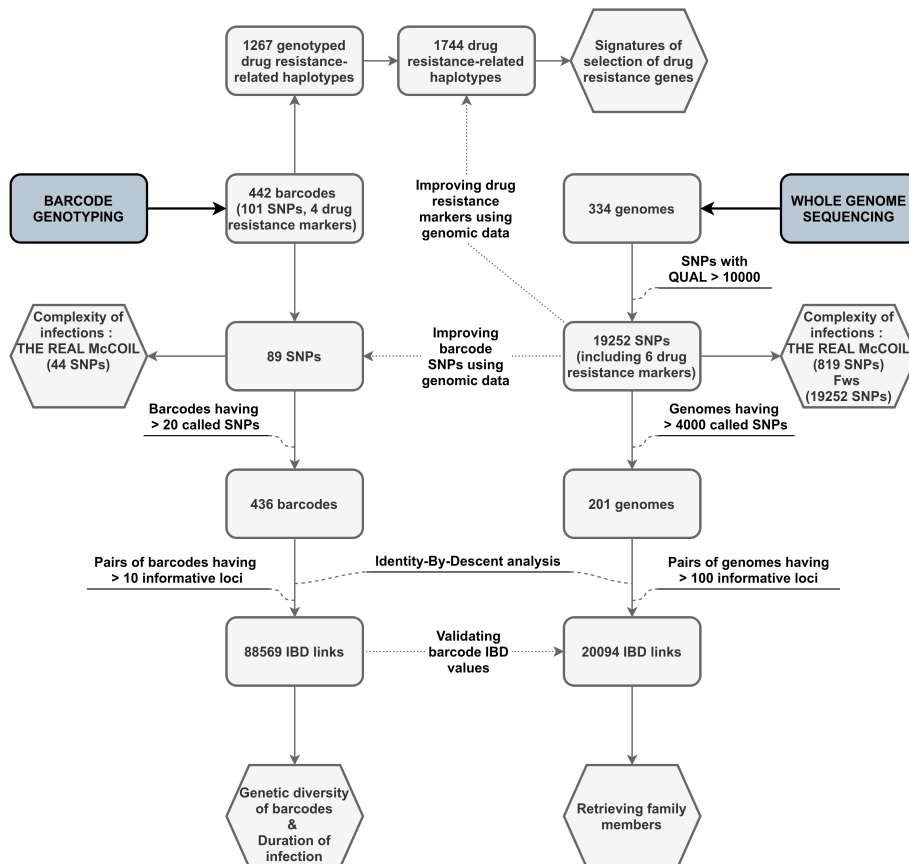 1267 genotyped
drug resistance-
related haplotypes
1744 drug
resistance-related
haplotypes
Signatures of
selection of drug
resistance genes
BARCODE
GENOTYPING
442 barcodes
(101 SNPs, 4 drug
resistance markers)
Improving drug
resistance
markers using
genomic data
334 genomes
WHOLE GENOME
SEQUENCING
SNPs with
QUAL > 10000
Complexity of
infections :
THE REAL McCOIL
(44 SNPs)
89 SNPs
Improving
barcode
SNPs using
genomic data
19252 SNPs
(including 6 drug
resistance markers)
Complexity of
infections :
THE REAL McCOIL
(819 SNPs)
Fws
(19252 SNPs)
Barcodes having
> 20 called SNPs
Genomes having
> 4000 called SNPs
436 barcodes
201 genomes
Pairs of barcodes having
> 10 informative loci
Identity-By-Descent analysis
Pairs of genomes having
> 100 informative loci
88569 IBD links
Validating
barcode IBD
values
20094 IBD links
Genetic diversity
of barcodes
&
Duration of
infection
Retrieving family
members